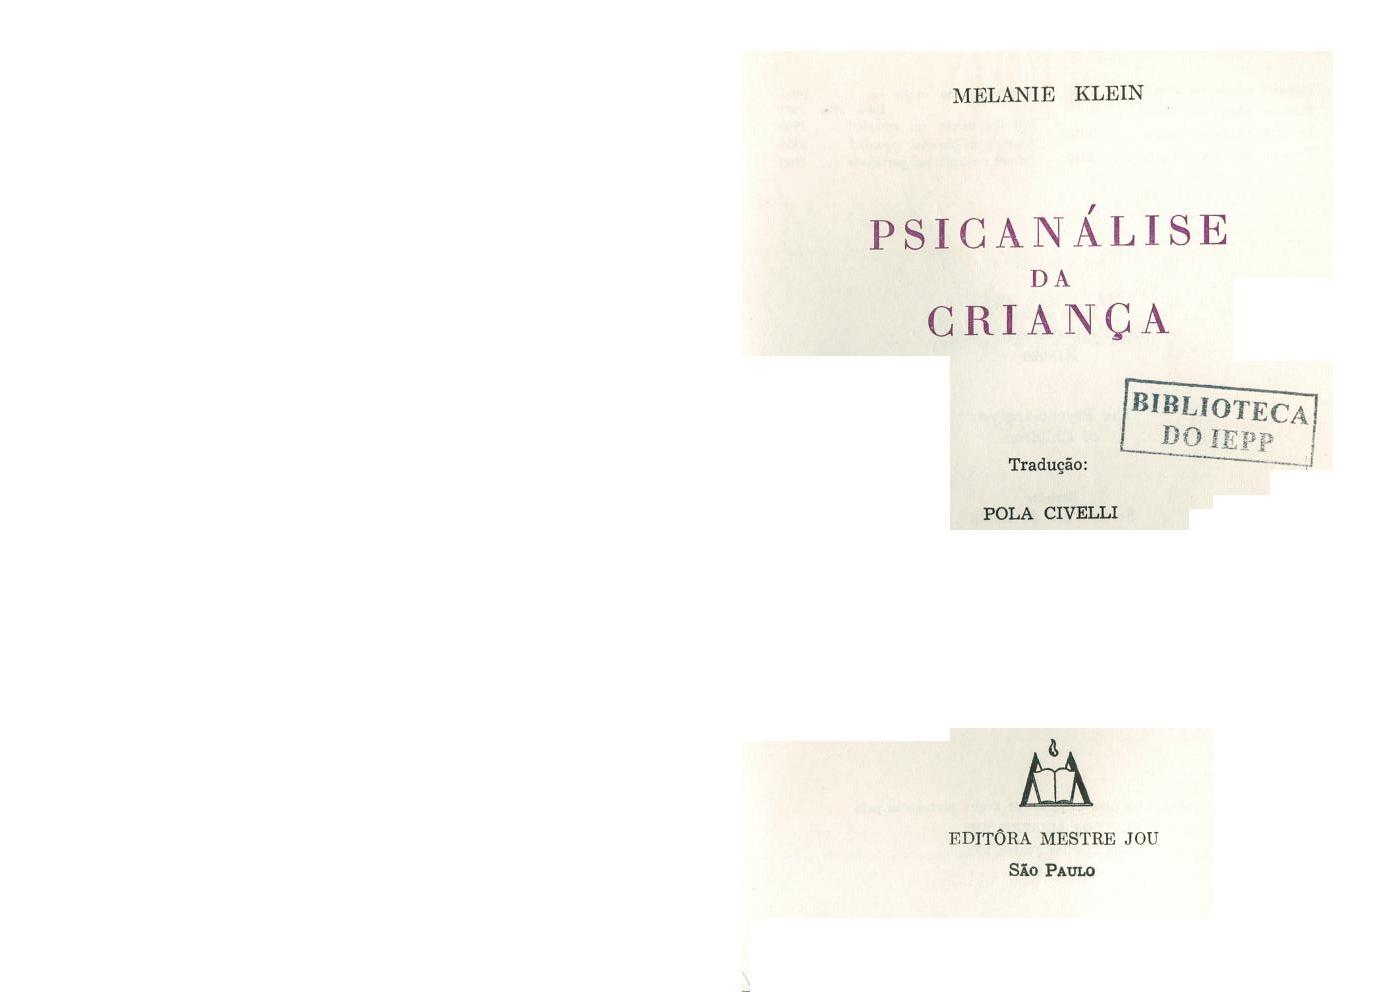 MELANIE KLEIN
PSICANÁLISE
DA
CRIANÇA
BIBLIOTECA
DO IEPP
Tradução:
POLA CIVELLI
EDITÔRA MESTRE JOU
SÃO PAULO